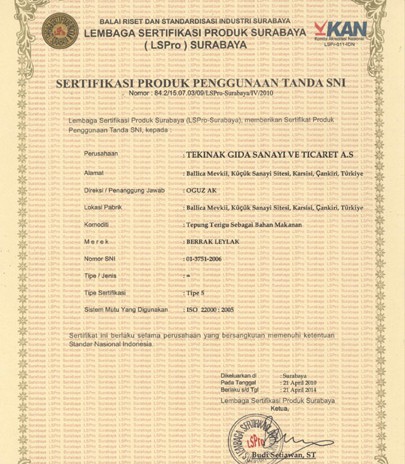 BALAI RISET DAN STANDARDISASI INDUSTRI SURABAYA
LEMBAGA SERTIFIKASI PRODUK SURABAYA
( LSPro ) SURABAYA
KAN
LSPr-011-IDN
SERTIFIKASI PRODUK PENGGUNAAN TANDA SNI
Nomor : 84.2/15.07.03/09/LSPro-Surabaya/IV/2010
Lembaga Sertifikasi Produk Surabaya (LSPro-Surabaya), memberikan Sertifikat Produk
Penggunaan Tanda SNI, kepada :
Perusahaan : TEKINAK GIDA SANAYI VE TICARET A.S
Alamat : Ballica Mevkii, Küçük Sanayi Sitesi, Karsisi, Çankiri, Türkiye
Direksi / Penanggung Jawab : OGUZ AK
Lokasi Pabrik : Ballica Mevkii, Küçük Sanayi Sitesi, Karsisi, Çankiri, Türkiye
Komoditi : Tepung Terigu Sebagai Bahan Makanan
M e r e k : BERRAK LEYLAK
Nomor SNI : 01-3751-2006
Tipe / Jenis : -
Tipe Sertifikasi : Tipe 5
Sistem Mutu Yang Digunakan : ISO 22000 : 2005
Sertifikat ini berlaku selama perusahaan yang bersangkutan memenuhi ketentuan
Standar Nasional Indonesia.
Dikeluarkan di : Surabaya
Pada Tanggal : 21 April 2010
Berlaku s/d Tgl : 21 April 2014
Lembaga Sertifikasi Produk Surabaya
Ketua,
LSPro
Budi Setiawan, ST